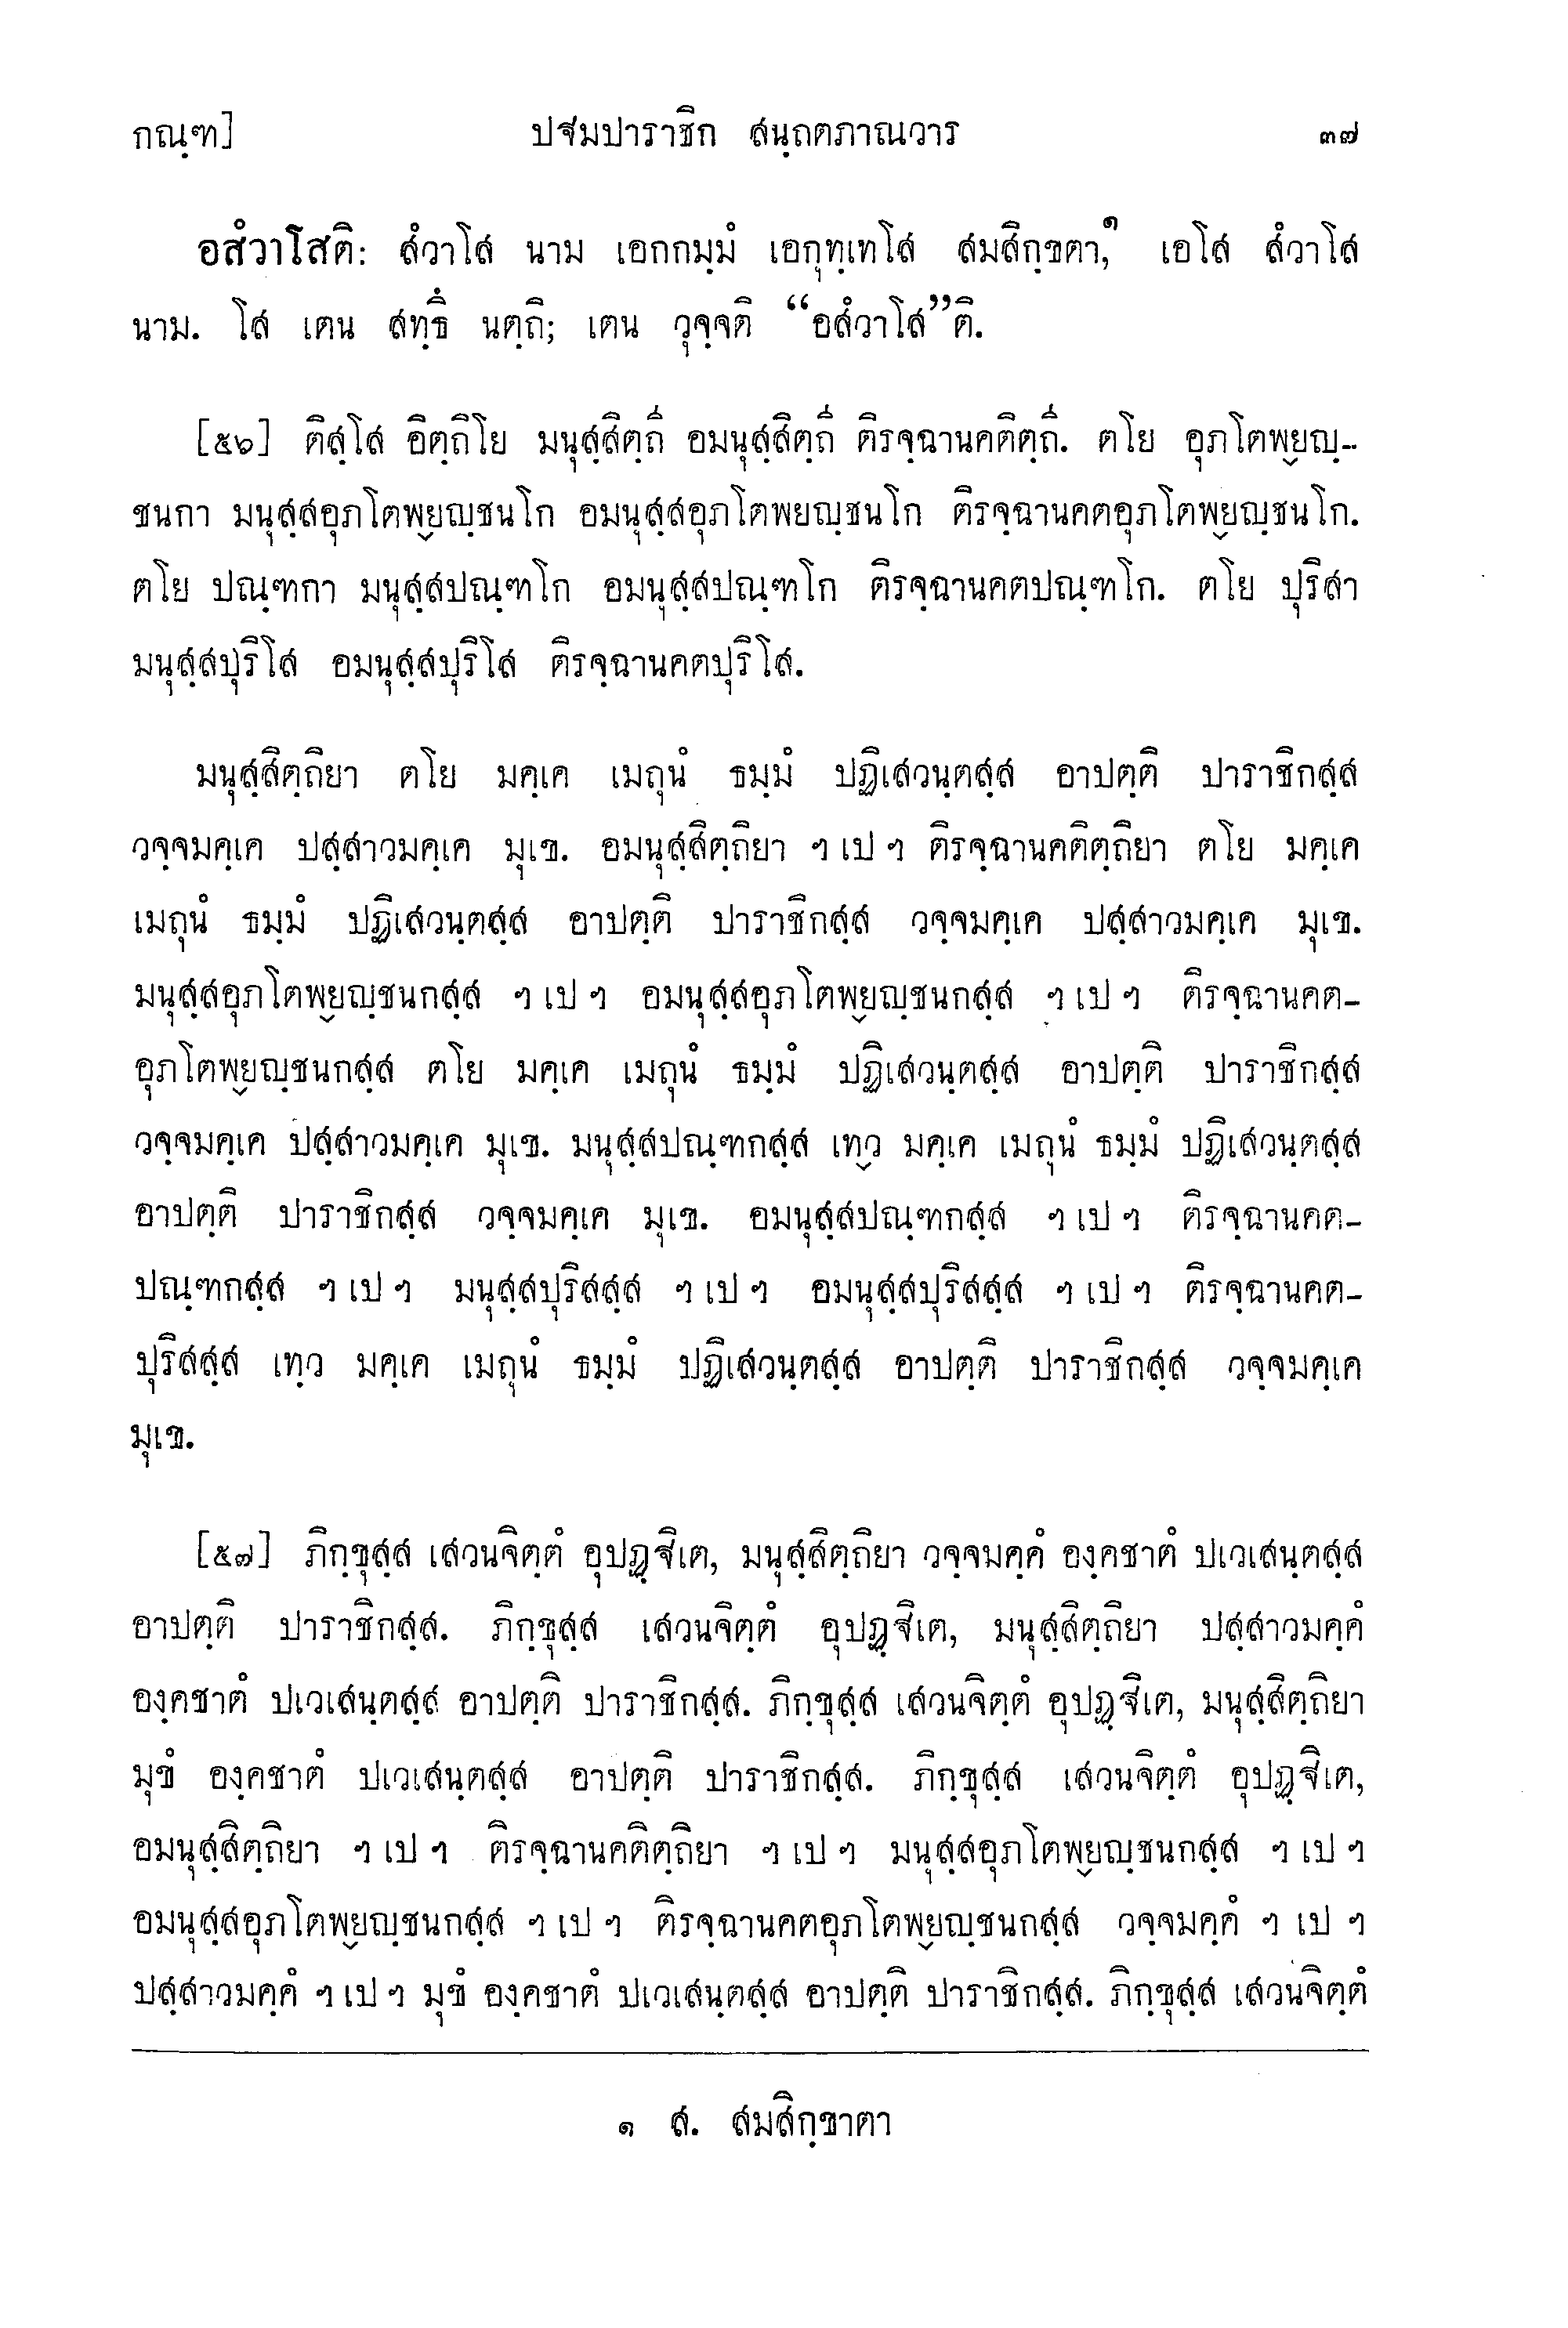 กณฺฑ] ปฐมปาราชิก สนฺถตภาณวาร ๓๗
อสํวาโสติ: สํวาโส นาม เอกกมฺมํ เอกุทฺเทโส สมสิกฺขตา,๑ เอโส สํวาโส
นาม. โส เตน สทฺธึ นตฺถิ; เตน วุจฺจติ “อสํวาโส”ติ.
[๕๖] ติสฺโส อิตฺถิโย มนุสฺสิตฺถี อมนุสฺสิตฺถี ติรจฺฉานคติตฺถี. ตโย อุภโตพฺยญฺ-
ชนกา มนุสฺสอุภโตพฺยญฺชนโก อมนุสฺสอุภโตพยญฺชนโก ติรจฺฉานคตอุภโตพฺยญฺชนโก.
ตโย ปณฺฑกา มนุสฺสปณฺฑโก อมนุสฺสปณฺฑโก ติรจฺฉานคตปณฺฑโก. ตโย ปุริสา
มนุสฺสปุริโส อมนุสฺสปุริโส ติรจฺฉานคตปุริโส.
มนุสฺสิตฺถิยา ตโย มคฺเค เมถุนํ ธมฺมํ ปฏิเสวนฺตสฺส อาปตฺติ ปาราชิกสฺส
วจฺจมคฺเค ปสฺสาวมคฺเค มุเข. อมนุสฺสิตฺถิยา ฯ เป ฯ ติรจฺฉานคติตฺถิยา ตโย มคฺเค
เมถุนํ ธมฺมํ ปฏิเสวนฺตสฺส อาปตฺติ ปาราชิกสฺส วจฺจมคฺเค ปสฺสาวมคฺเค มุเข.
มนุสฺสอุภโตพฺยญฺชนกสฺส ฯ เป ฯ อมนุสฺสอุภโตพฺยญฺชนกสฺส ฯ เป ฯ ติรจฺฉานคต-
อุภโตพฺยญฺชนกสฺส ตโย มคฺเค เมถุนํ ธมฺมํ ปฏิเสวนฺตสฺส อาปตฺติ ปาราชิกสฺส
วจฺจมคฺเค ปสฺสาวมคฺเค มุเข. มนุสฺสปณฺฑกสฺส เทฺว มคฺเค เมถุนํ ธมฺมํ ปฏิเสวนฺตสฺส
อาปตฺติ ปาราชิกสฺส วจฺจมคฺเค มุเข. อมนุสฺสปณฺฑกสฺส ฯ เป ฯ ติรจฺฉานคต-
ปณฺฑกสฺส ฯ เป ฯ มนุสฺสปุริสสฺส ฯ เป ฯ อมนุสฺสปุริสสฺส ฯ เป ฯ ติรจฺฉานคต-
ปุริสสฺส เทฺว มคฺเค เมถุนํ ธมฺมํ ปฏิเสวนฺตสฺส อาปตฺติ ปาราชิกสฺส วจฺจมคฺเค
มุเข.
[๕๗] ภิกฺขุสฺส เสวนจิตฺตํ อุปฏฺฐิเต, มนุสฺสิตฺถิยา วจฺจมคฺคํ องฺคชาตํ ปเวเสนฺตสฺส
อาปตฺติ ปาราชิกสฺส. ภิกฺขุสฺส เสวนจิตฺตํ อุปฏฺฐิเต, มนุสฺสิตฺถิยา ปสฺสาวมคฺคํ
องฺคชาตํ ปเวเสนฺตสฺส อาปตฺติ ปาราชิกสฺส. ภิกฺขุสฺส เสวนจิตฺตํ อุปฏฺฐิเต, มนุสฺสิตฺถิยา
มุขํ องฺคชาตํ ปเวเสนฺตสฺส อาปตฺติ ปาราชิกสฺส. ภิกฺขุสฺส เสวนจิตฺตํ อุปฏฺฐิเต,
อมนุสฺสิตฺถิยา ฯ เป ฯ ติรจฺฉานคติตฺถิยา ฯ เป ฯ มนุสฺสอุภโตพฺยญฺชนกสฺส ฯ เป ฯ
อมนุสฺสอุภโตพฺยญฺชนกสฺส ฯ เป ฯ ติรจฺฉานคตอุภโตพฺยญฺชนกสฺส วจฺจมคฺคํ ฯ เป ฯ
ปสฺสาวมคฺคํ ฯ เป ฯ มุขํ องฺคชาตํ ปเวเสนฺตสฺส อาปตฺติ ปาราชิกสฺส. ภิกฺขุสฺส เสวนจิตฺตํ
๑ ส. สมสิกฺขาตา